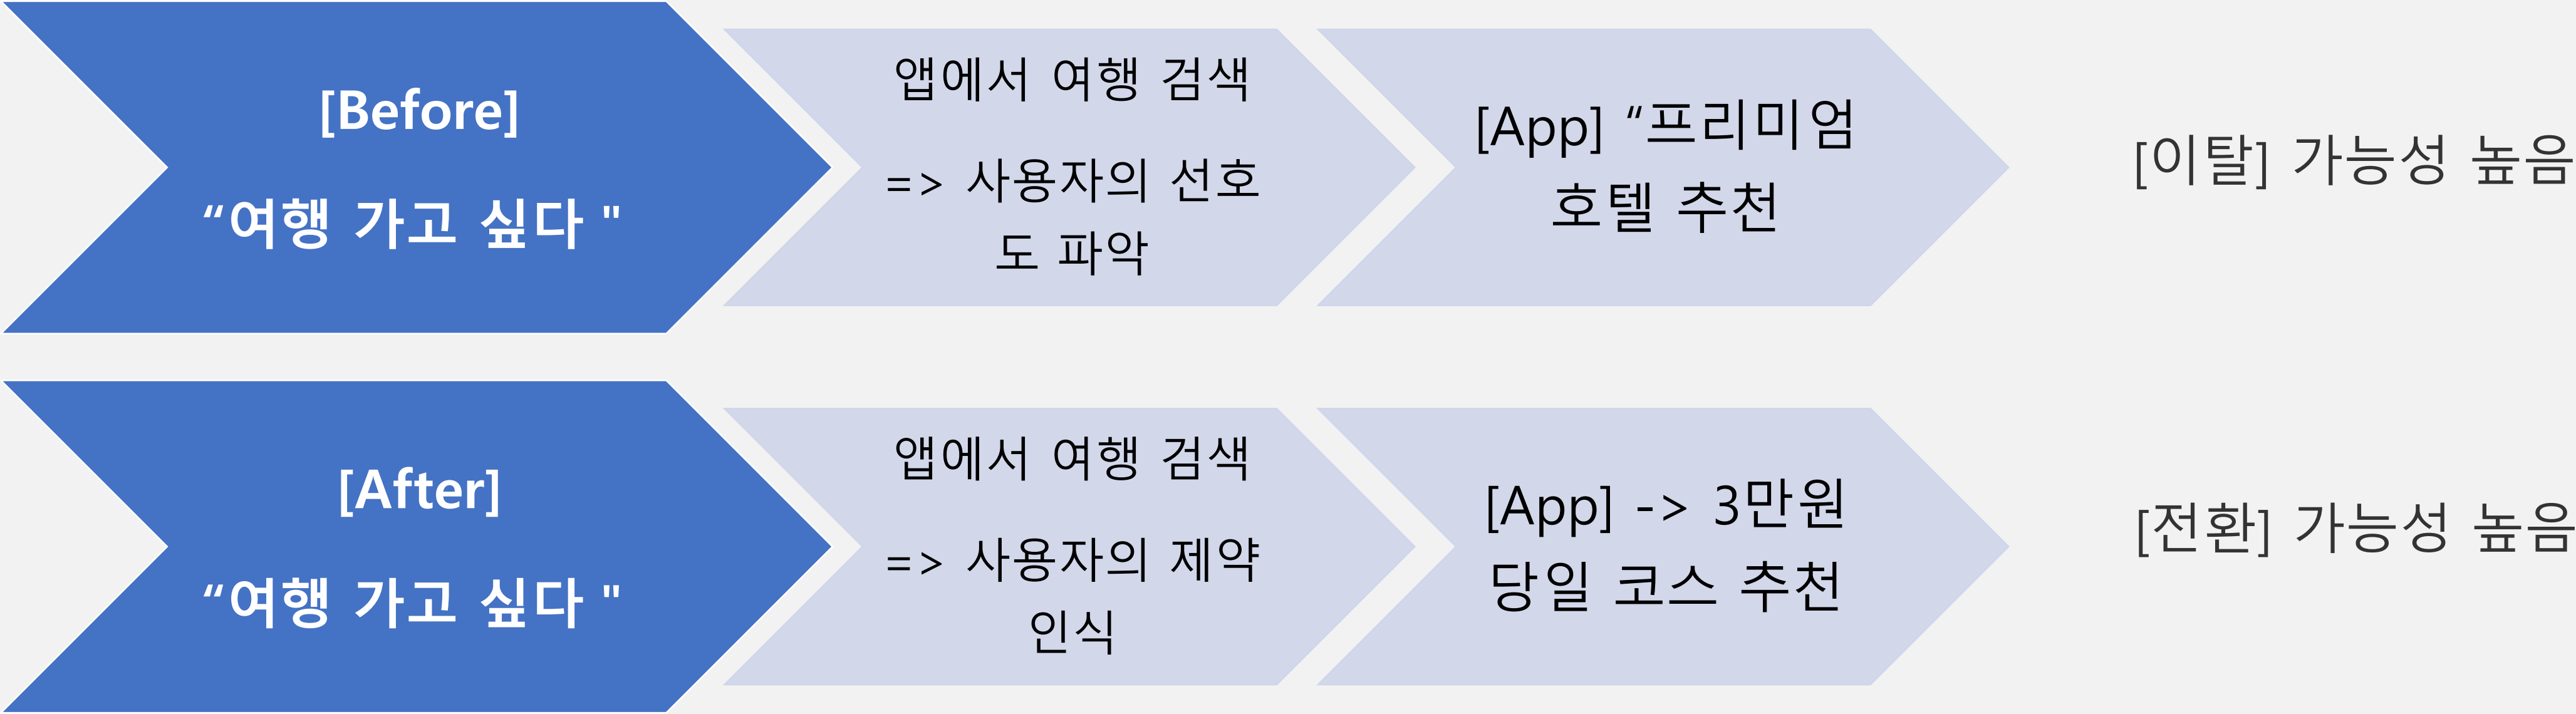 [Before]
“여행 가고 싶다 "
앱에서 여행 검색
=> 사용자의 선호
도 파악
[App] “프리미엄
호텔 추천
[이탈] 가능성 높음
[After]
“여행 가고 싶다 "
앱에서 여행 검색
=> 사용자의 제약
인식
[App] -> 3만원
당일 코스 추천
[전환] 가능성 높음